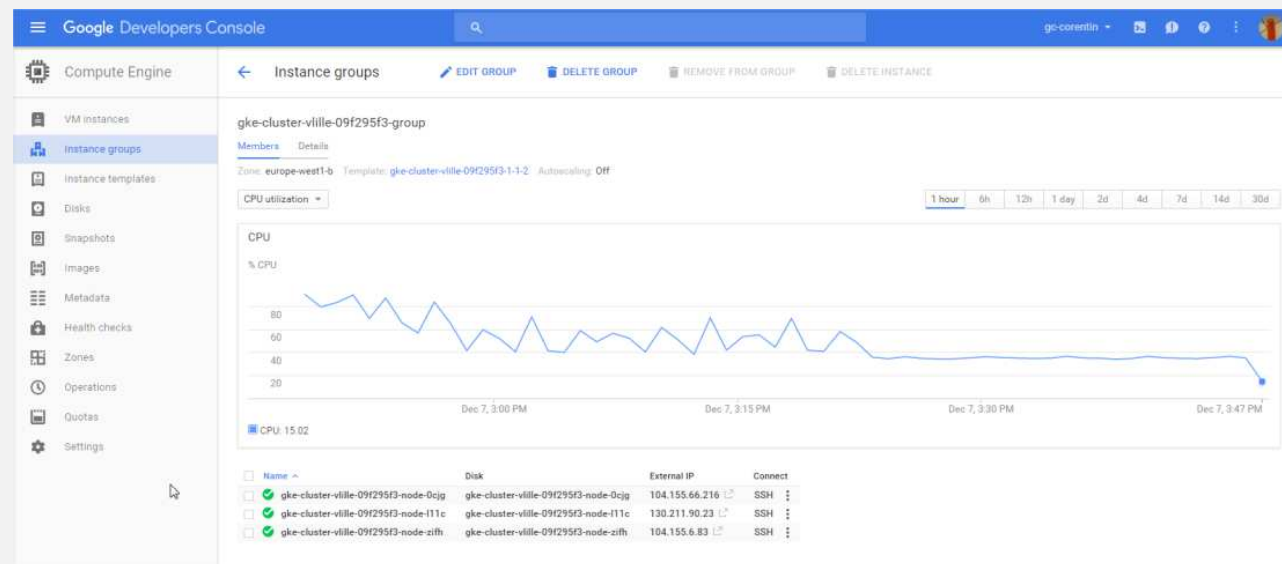 Google Developers Console
gc-corentin
Compute Engine
Instance groups
EDIT GROUP
DELETE GROUP
REMOVE FROM GROUP
DELETE INSTANCE
VM instances
Instance groups
Instance templates
Disks
Snapshots
Images
Metadata
Health checks
Zones
Operations
Quotas
Settings
gke-cluster-vlille-09f295f3-group
Members Details
Zone: europe-west1-b Template: gke-cluster-vlille-09f295f3-1-1-2 Autoscaling: Off
CPU utilization
1 hour 6h 12h 1 day 2d 4d 7d 14d 30d
CPU
% CPU
80
60
40
20
Dec 7, 3:00 PM Dec 7, 3:15 PM Dec 7, 3:30 PM Dec 7, 3:47 PM
CPU: 15.02
Name Disk External IP Connect
gke-cluster-vlille-09f295f3-node-0cjg gke-cluster-vlille-09f295f3-node-0cjg 104.155.66.216 SSH
gke-cluster-vlille-09f295f3-node-l11c gke-cluster-vlille-09f295f3-node-l11c 130.211.90.23 SSH
gke-cluster-vlille-09f295f3-node-zifh gke-cluster-vlille-09f295f3-node-zifh 104.155.6.83 SSH